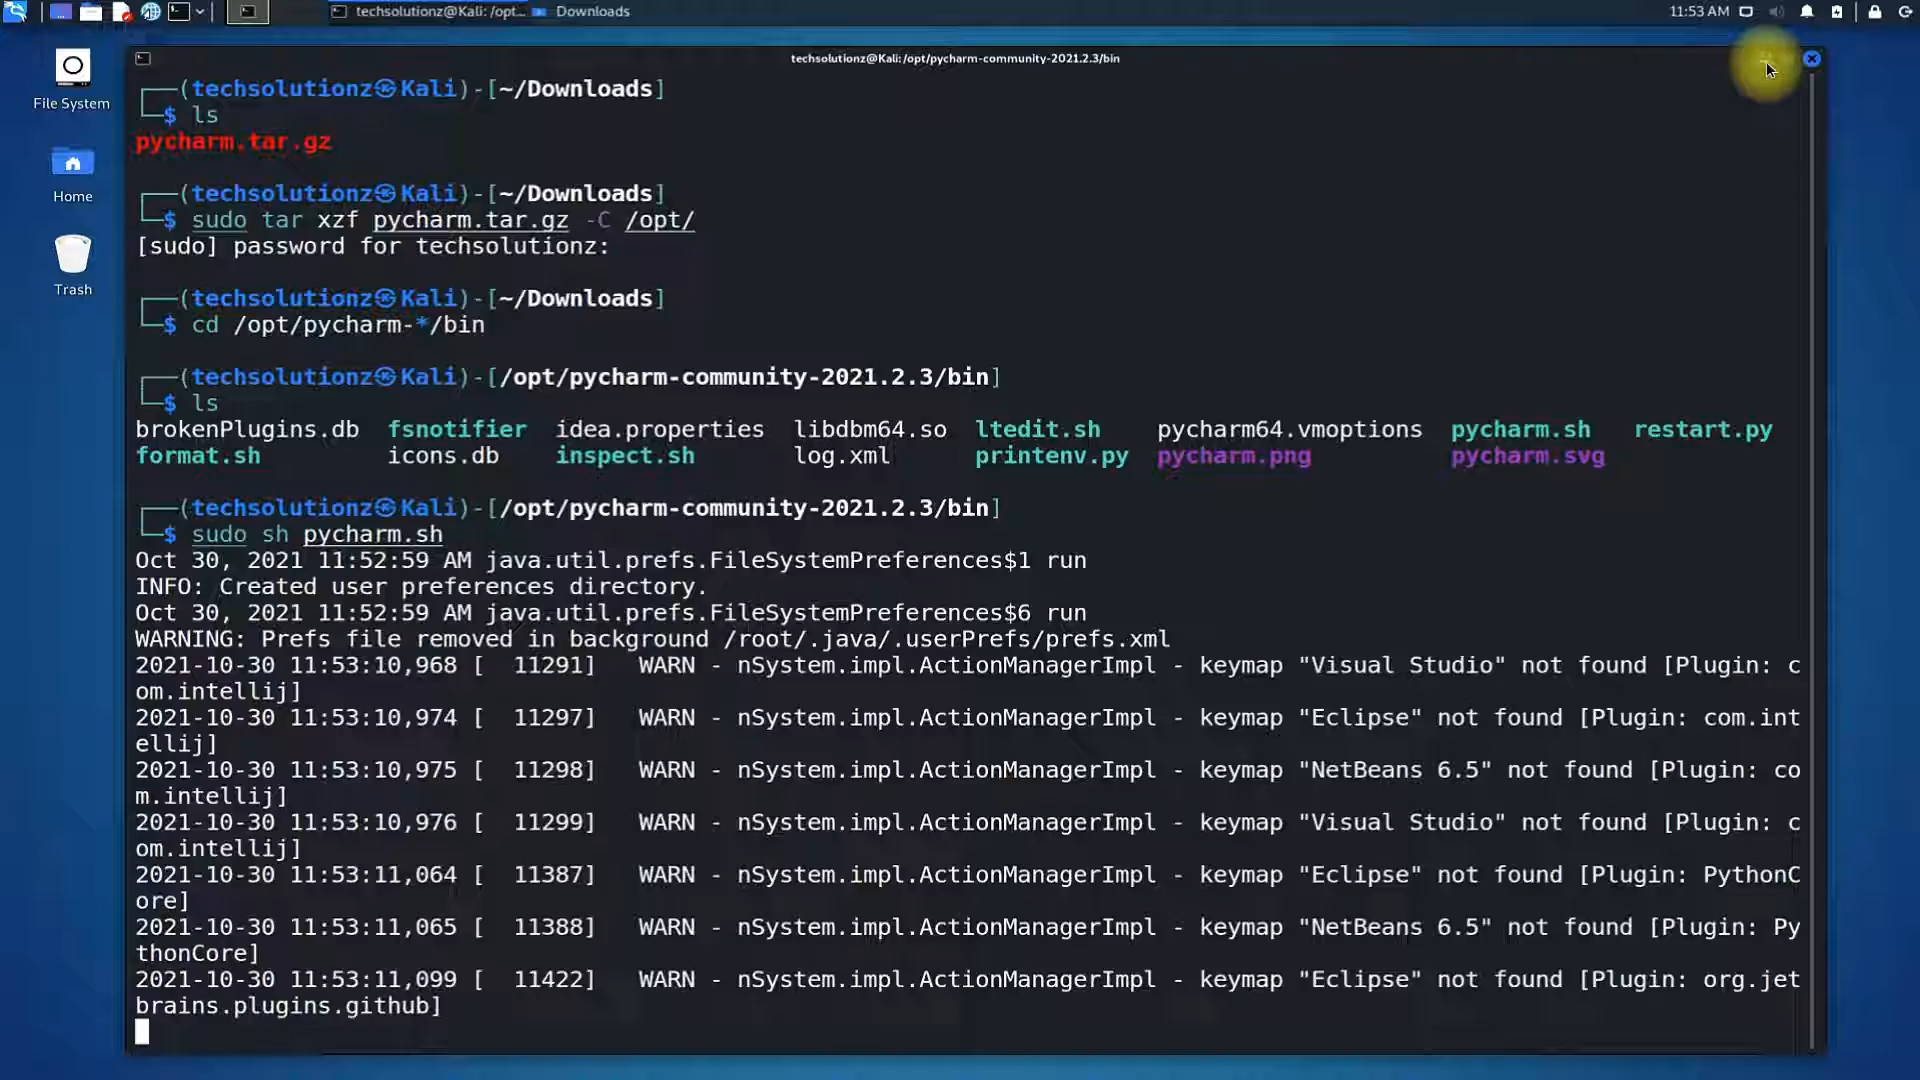 techsolutionz@Kali: /opt... Downloads 11:53 AM
techsolutionz@Kali:/opt/pycharm-community-2021.2.3/bin
File System
Home
Trash
┌──(techsolutionz㉿Kali)-[~/Downloads]
└─$ ls
pycharm.tar.gz
┌──(techsolutionz㉿Kali)-[~/Downloads]
└─$ sudo tar xzf pycharm.tar.gz -C /opt/
[sudo] password for techsolutionz:
┌──(techsolutionz㉿Kali)-[~/Downloads]
└─$ cd /opt/pycharm-*/bin
┌──(techsolutionz㉿Kali)-[/opt/pycharm-community-2021.2.3/bin]
└─$ ls
brokenPlugins.db fsnotifier idea.properties libdbm64.so ltedit.sh pycharm64.vmoptions pycharm.sh restart.py
format.sh icons.db inspect.sh log.xml printenv.py pycharm.png pycharm.svg
┌──(techsolutionz㉿Kali)-[/opt/pycharm-community-2021.2.3/bin]
└─$ sudo sh pycharm.sh
Oct 30, 2021 11:52:59 AM java.util.prefs.FileSystemPreferences$1 run
INFO: Created user preferences directory.
Oct 30, 2021 11:52:59 AM java.util.prefs.FileSystemPreferences$6 run
WARNING: Prefs file removed in background /root/.java/.userPrefs/prefs.xml
2021-10-30 11:53:10,968 [  11291]   WARN - nSystem.impl.ActionManagerImpl - keymap "Visual Studio" not found [Plugin: c
om.intellij]
2021-10-30 11:53:10,974 [  11297]   WARN - nSystem.impl.ActionManagerImpl - keymap "Eclipse" not found [Plugin: com.int
ellij]
2021-10-30 11:53:10,975 [  11298]   WARN - nSystem.impl.ActionManagerImpl - keymap "NetBeans 6.5" not found [Plugin: co
m.intellij]
2021-10-30 11:53:10,976 [  11299]   WARN - nSystem.impl.ActionManagerImpl - keymap "Visual Studio" not found [Plugin: c
om.intellij]
2021-10-30 11:53:11,064 [  11387]   WARN - nSystem.impl.ActionManagerImpl - keymap "Eclipse" not found [Plugin: PythonC
ore]
2021-10-30 11:53:11,065 [  11388]   WARN - nSystem.impl.ActionManagerImpl - keymap "NetBeans 6.5" not found [Plugin: Py
thonCore]
2021-10-30 11:53:11,099 [  11422]   WARN - nSystem.impl.ActionManagerImpl - keymap "Eclipse" not found [Plugin: org.jet
brains.plugins.github]